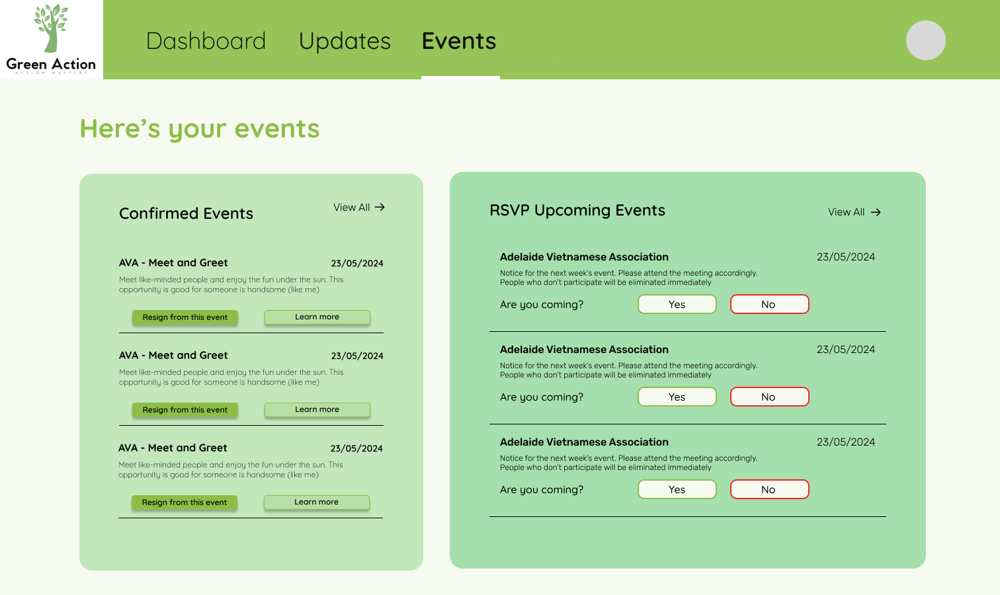 Green Action
ACTION MATTERS
Dashboard
Updates
Events
Here’s your events
Confirmed Events
View All →
AVA - Meet and Greet
23/05/2024
Meet like-minded people and enjoy the fun under the sun. This
opportunity is good for someone is handsome (like me)
Resign from this event
Learn more
AVA - Meet and Greet
23/05/2024
Meet like-minded people and enjoy the fun under the sun. This
opportunity is good for someone is handsome (like me)
Resign from this event
Learn more
AVA - Meet and Greet
23/05/2024
Meet like-minded people and enjoy the fun under the sun. This
opportunity is good for someone is handsome (like me)
Resign from this event
Learn more
RSVP Upcoming Events
View All →
Adelaide Vietnamese Association
23/05/2024
Notice for the next week’s event. Please attend the meeting accordingly.
People who don’t participate will be eliminated immediately
Are you coming?
Yes
No
Adelaide Vietnamese Association
23/05/2024
Notice for the next week’s event. Please attend the meeting accordingly.
People who don’t participate will be eliminated immediately
Are you coming?
Yes
No
Adelaide Vietnamese Association
23/05/2024
Notice for the next week’s event. Please attend the meeting accordingly.
People who don’t participate will be eliminated immediately
Are you coming?
Yes
No